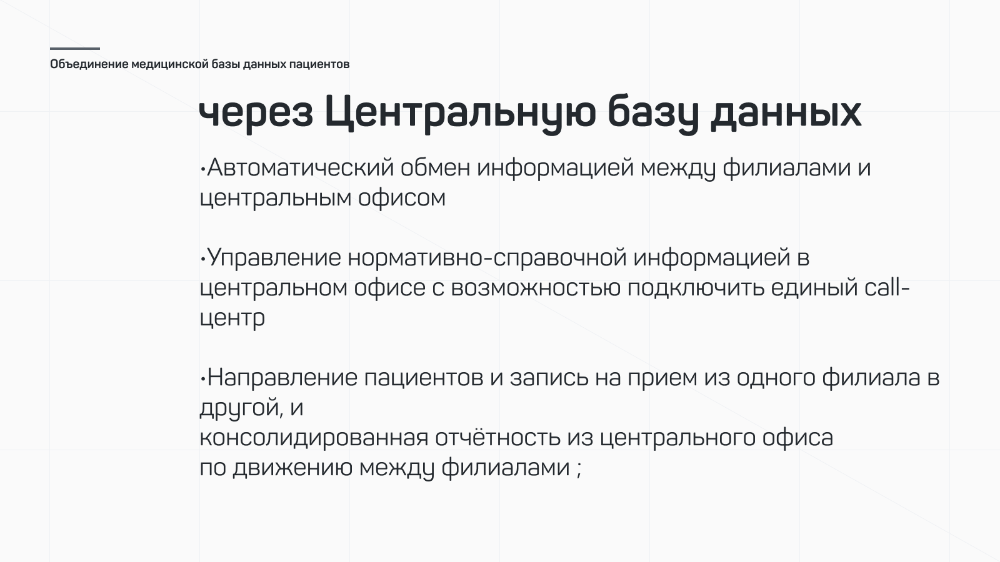 Объединение медицинской базы данных пациентов
через Центральную базу данных
•Автоматический обмен информацией между филиалами и
центральным офисом
•Управление нормативно-справочной информацией в
центральном офисе с возможностью подключить единый call-
центр
•Направление пациентов и запись на прием из одного филиала в
другой, и
консолидированная отчётность из центрального офиса
по движению между филиалами ;